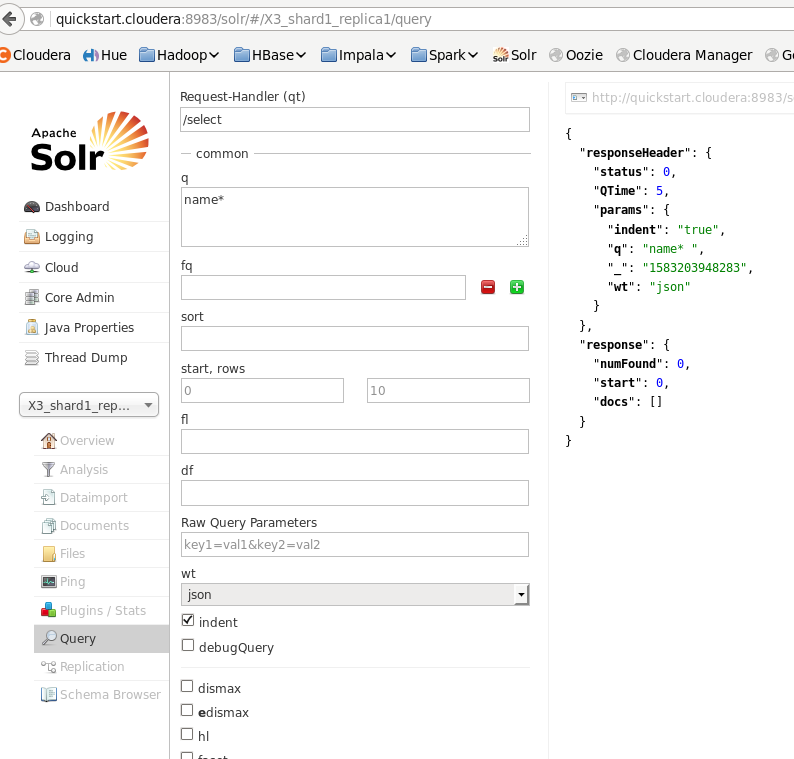 quickstart.cloudera:8983/solr/#/X3_shard1_replica1/query
Cloudera Hue Hadoop HBase Impala Spark Solr Oozie Cloudera Manager
Apache
Solr
Dashboard
Logging
Cloud
Core Admin
Java Properties
Thread Dump
X3_shard1_rep...
Overview
Analysis
Dataimport
Documents
Files
Ping
Plugins / Stats
Query
Replication
Schema Browser
Request-Handler (qt)
/select
common
q
name*
fq
sort
start, rows
0 10
fl
df
Raw Query Parameters
key1=val1&key2=val2
wt
json
indent
debugQuery
dismax
edismax
hl
http://quickstart.cloudera:8983/s
{
"responseHeader": {
"status": 0,
"QTime": 5,
"params": {
"indent": "true",
"q": "name* ",
"_": "1583203948283",
"wt": "json"
}
},
"response": {
"numFound": 0,
"start": 0,
"docs": []
}
}